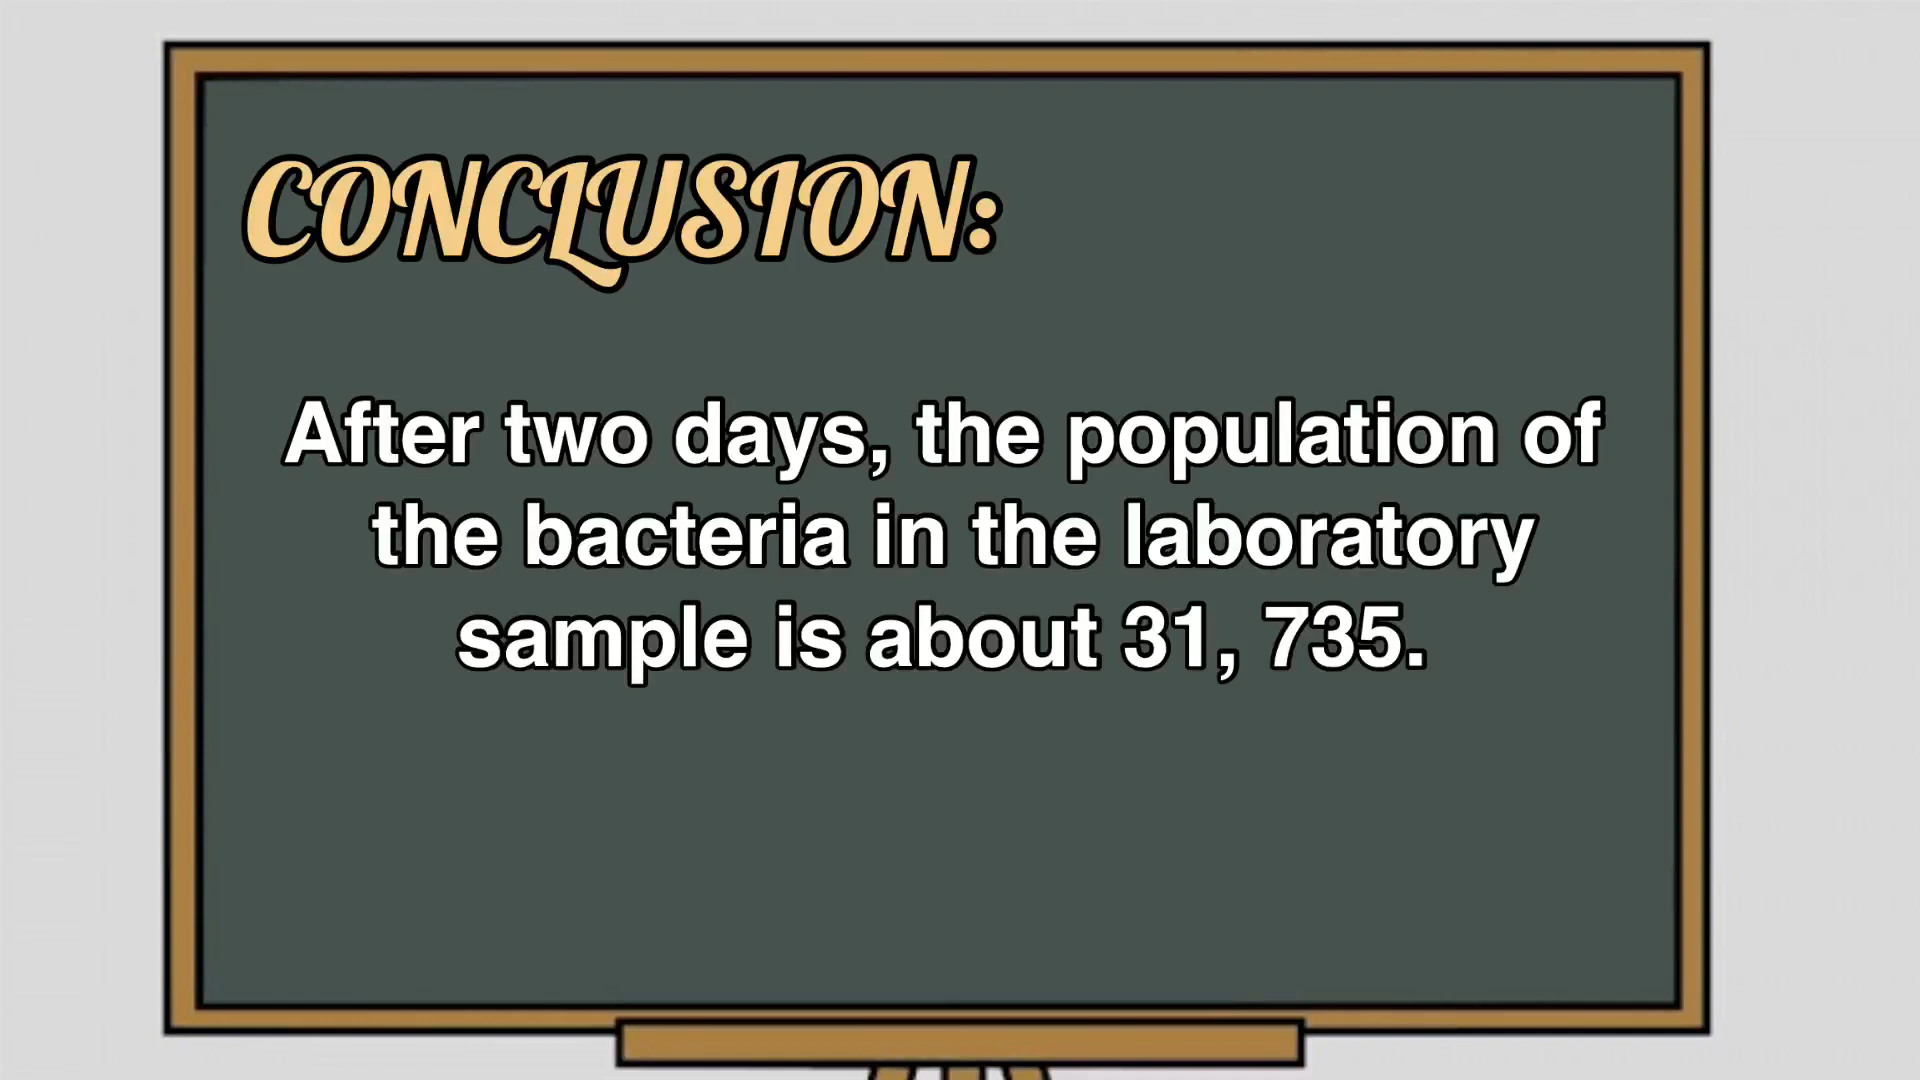 CONCLUSION:
After two days, the population of
the bacteria in the laboratory
sample is about 31, 735.